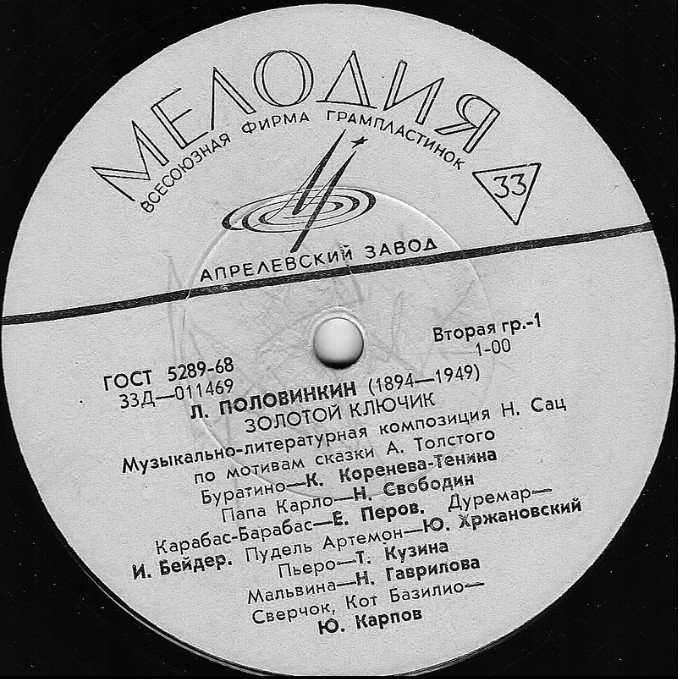 МЕЛОДИЯ
ВСЕСОЮЗНАЯ ФИРМА ГРАМПЛАСТИНОК
33
АПРЕЛЕВСКИЙ ЗАВОД
ГОСТ 5289-68
Вторая гр.-1
33Д—011469
1-00
Л. ПОЛОВИНКИН (1894—1949)
ЗОЛОТОЙ КЛЮЧИК
Музыкально-литературная композиция Н. Сац
по мотивам сказки А. Толстого
Буратино—К. Коренева-Тенина
Папа Карло—Н. Свободин
Карабас-Барабас—Е. Перов. Дуремар—
И. Бейдер. Пудель Артемон—Ю. Хржановский
Пьеро—Т. Кузина
Мальвина—Н. Гаврилова
Сверчок, Кот Базилио—
Ю. Карпов